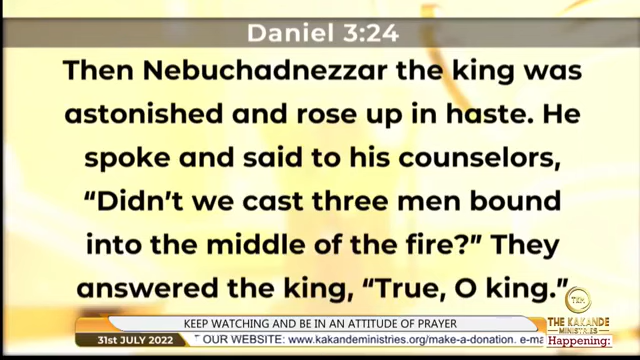 Daniel 3:24
Then Nebuchadnezzar the king was
astonished and rose up in haste. He
spoke and said to his counselors,
“Didn’t we cast three men bound
into the middle of the fire?” They
answered the king, “True, O king.”
KEEP WATCHING AND BE IN AN ATTITUDE OF PRAYER
31st JULY 2022
OUR WEBSITE: www.kakandeministries.org/make-a-donation. e-ma
THE KAKANDE
MINISTRIES
Happening: